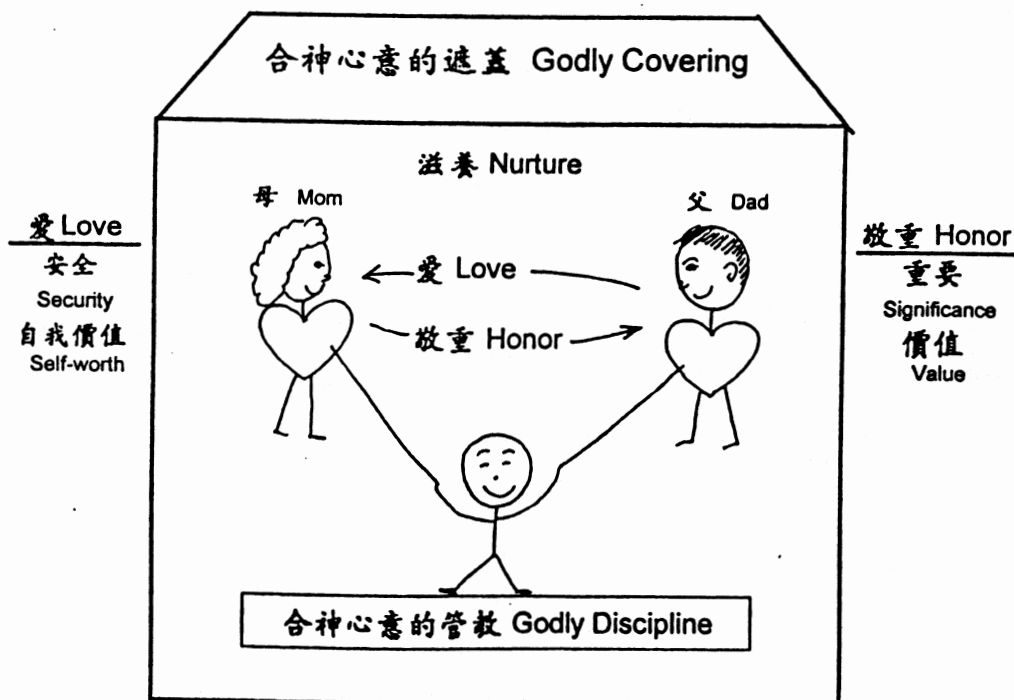 合神心意的遮蓋 Godly Covering
滋養 Nurture
母 Mom
父 Dad
愛 Love
安全
Security
自我價值
Self-worth
愛 Love
敬重 Honor
敬重 Honor
重要
Significance
價值
Value
合神心意的管教 Godly Discipline